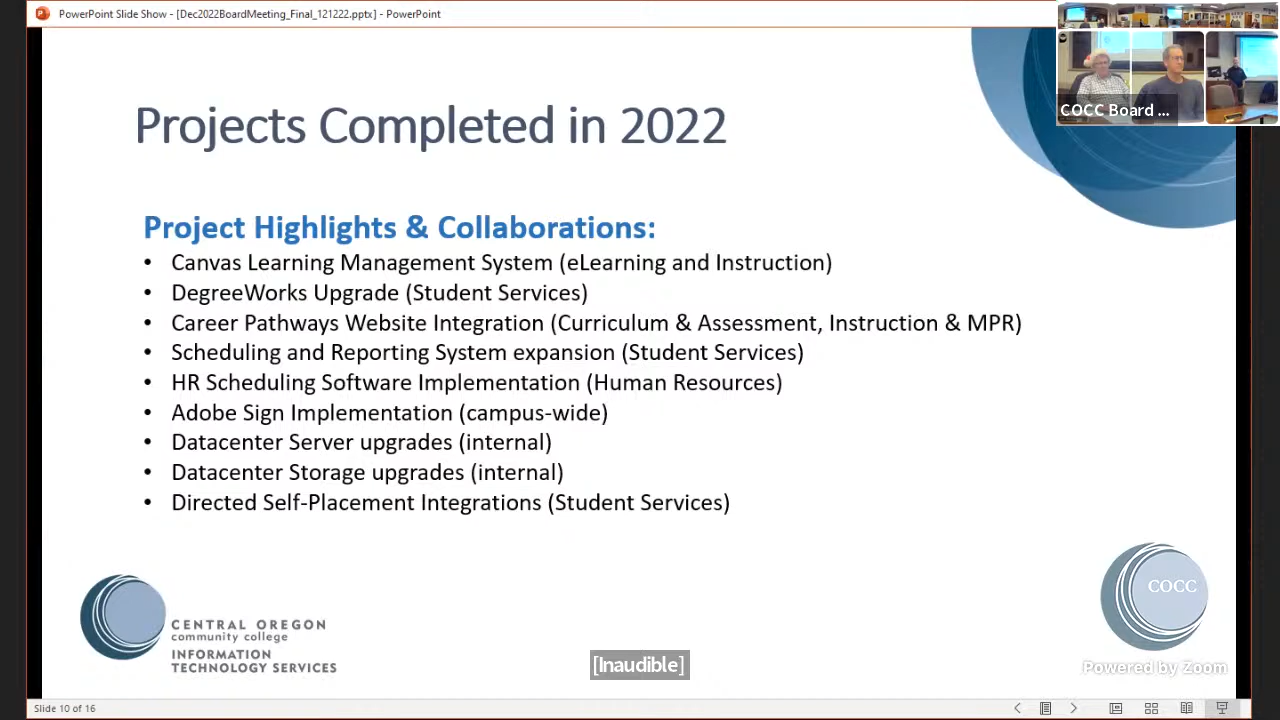 PowerPoint Slide Show - [Dec2022BoardMeeting_Final_121222.pptx] - PowerPoint
COCC Board ...
Projects Completed in 2022
Project Highlights & Collaborations:
• Canvas Learning Management System (eLearning and Instruction)
• DegreeWorks Upgrade (Student Services)
• Career Pathways Website Integration (Curriculum & Assessment, Instruction & MPR)
• Scheduling and Reporting System expansion (Student Services)
• HR Scheduling Software Implementation (Human Resources)
• Adobe Sign Implementation (campus-wide)
• Datacenter Server upgrades (internal)
• Datacenter Storage upgrades (internal)
• Directed Self-Placement Integrations (Student Services)
COCC
CENTRAL OREGON
community college
INFORMATION
TECHNOLOGY SERVICES
[Inaudible]
Powered by Zoom
Slide 10 of 16